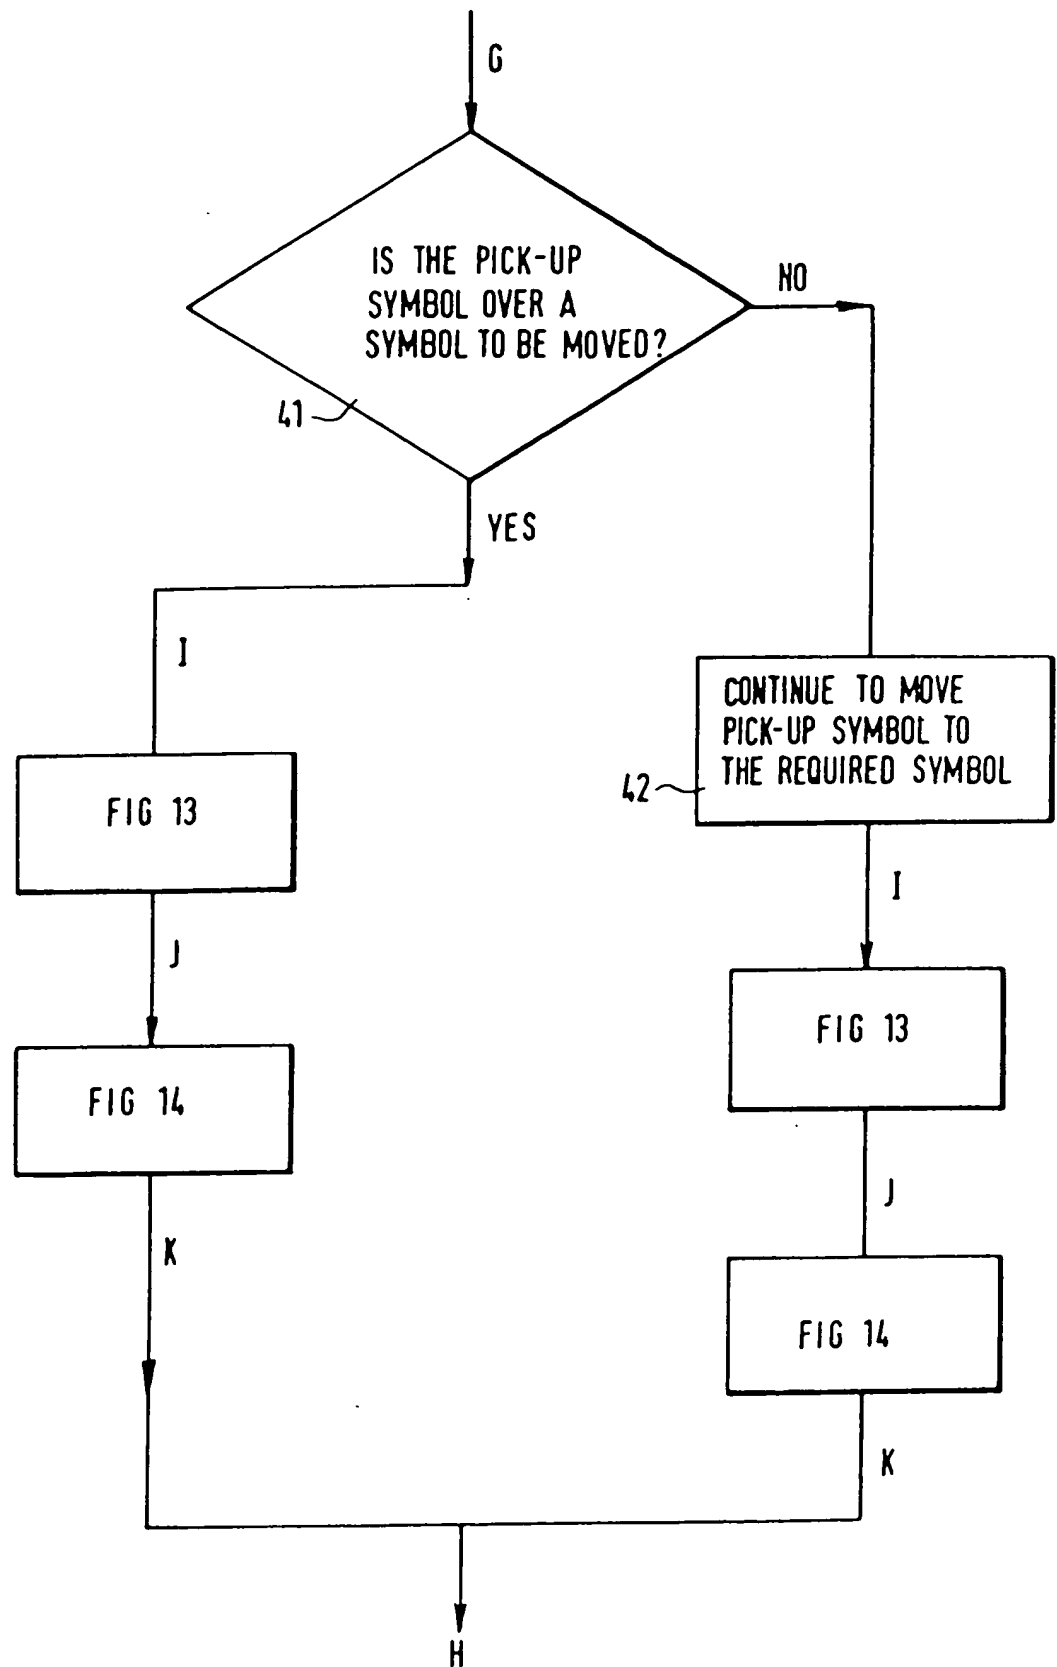 G
IS THE PICK-UP
SYMBOL OVER A
SYMBOL TO BE MOVED?
NO
41
YES
I
CONTINUE TO MOVE
PICK-UP SYMBOL TO
THE REQUIRED SYMBOL
42
FIG 13
I
J
FIG 13
FIG 14
J
K
FIG 14
K
H